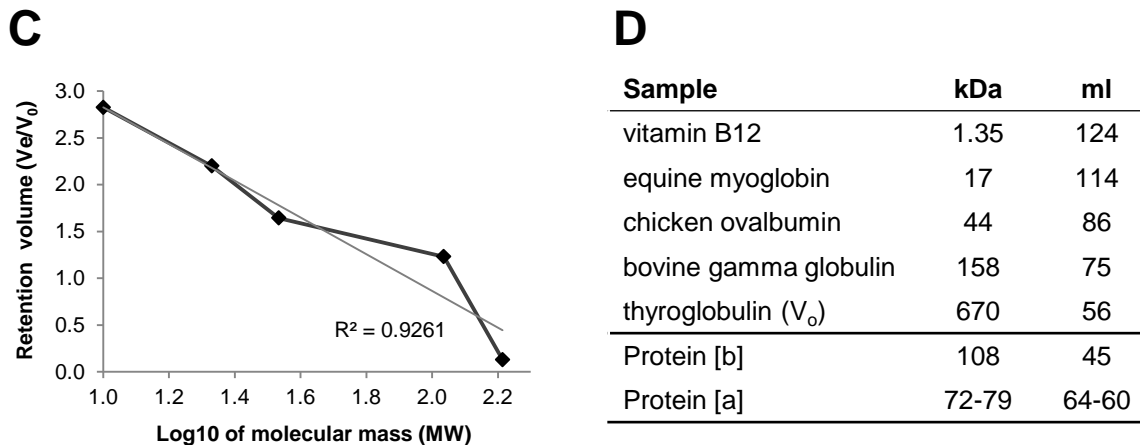 C
3.0
2.5
2.0
1.5
1.0
0.5
0.0
Retention volume (Ve/V₀)
R² = 0.9261
1.0 1.2 1.4 1.6 1.8 2.0 2.2
Log10 of molecular mass (MW)
D
Sample kDa ml
vitamin B12 1.35 124
equine myoglobin 17 114
chicken ovalbumin 44 86
bovine gamma globulin 158 75
thyroglobulin (Vₒ) 670 56
Protein [b] 108 45
Protein [a] 72-79 64-60